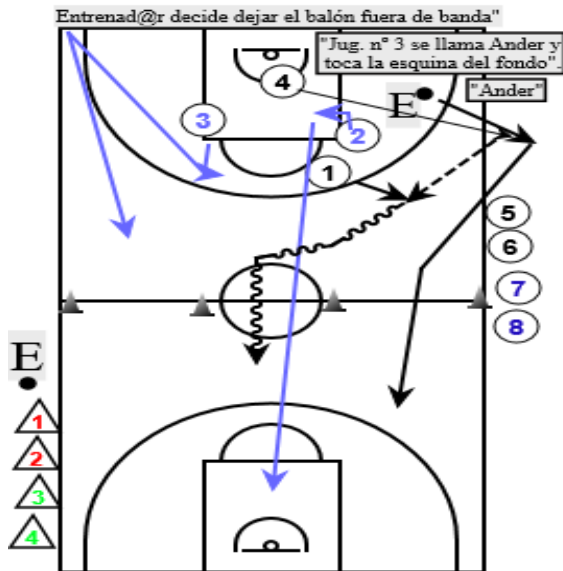 Entrenad@r decide dejar el balón fuera de banda"
"Jug. nº 3 se llama Ander y
toca la esquina del fondo".
"Ander"
4
E
3
2
1
5
6
7
8
E
1
2
3
4